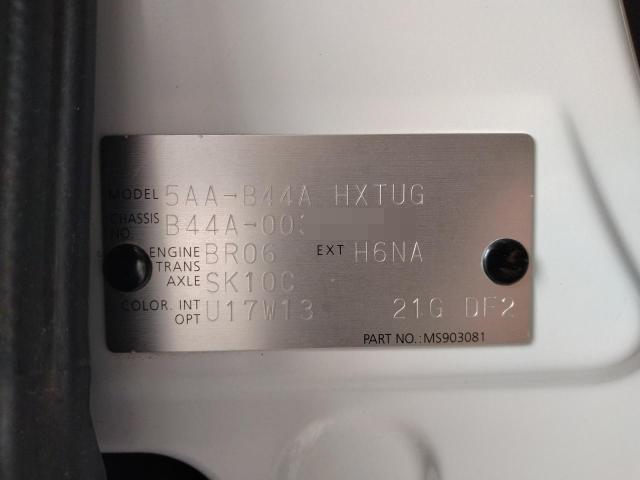 MODEL 5AA-B44A HXTUG
CHASSIS NO. B44A-003
ENGINE BR06 EXT H6NA
TRANS AXLE SK10C
COLOR. INT OPT U17W13 21G DF2
PART NO.:MS903081